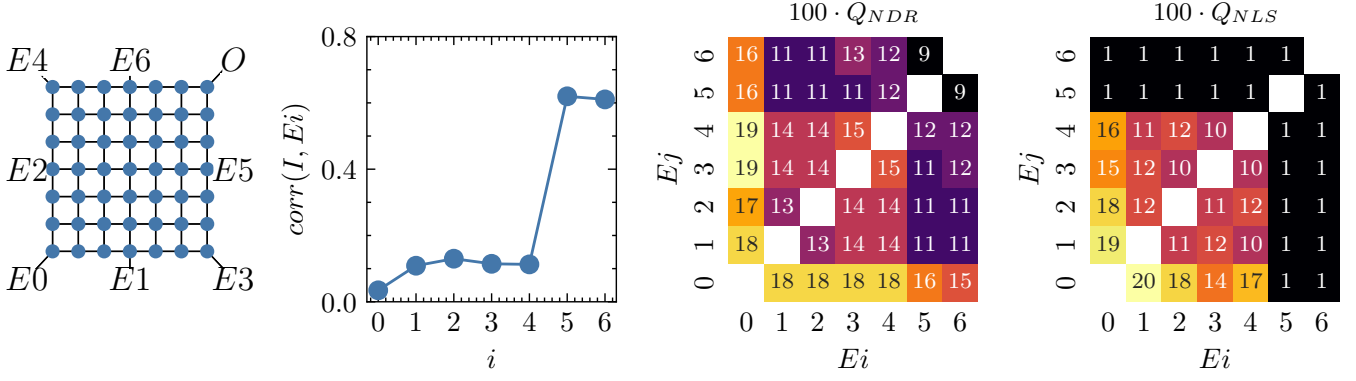 E4 E6 O
E2 E5
E0 E1 E3
corr(I, Ei)
0.8
0.4
0.0
0 1 2 3 4 5 6
i
100 · Q_NDR
Ej
6 16 11 11 13 12 9
5 16 11 11 11 12 9
4 19 14 14 15 12 12
3 19 14 14 15 11 12
2 17 13 14 14 11 11
1 18 13 14 14 11 11
0 18 18 18 18 16 15
0 1 2 3 4 5 6
Ei
100 · Q_NLS
Ej
6 1 1 1 1 1 1
5 1 1 1 1 1 1
4 16 11 12 10 1 1
3 15 12 10 10 1 1
2 18 12 11 12 1 1
1 19 11 12 10 1 1
0 20 18 14 17 1 1
0 1 2 3 4 5 6
Ei